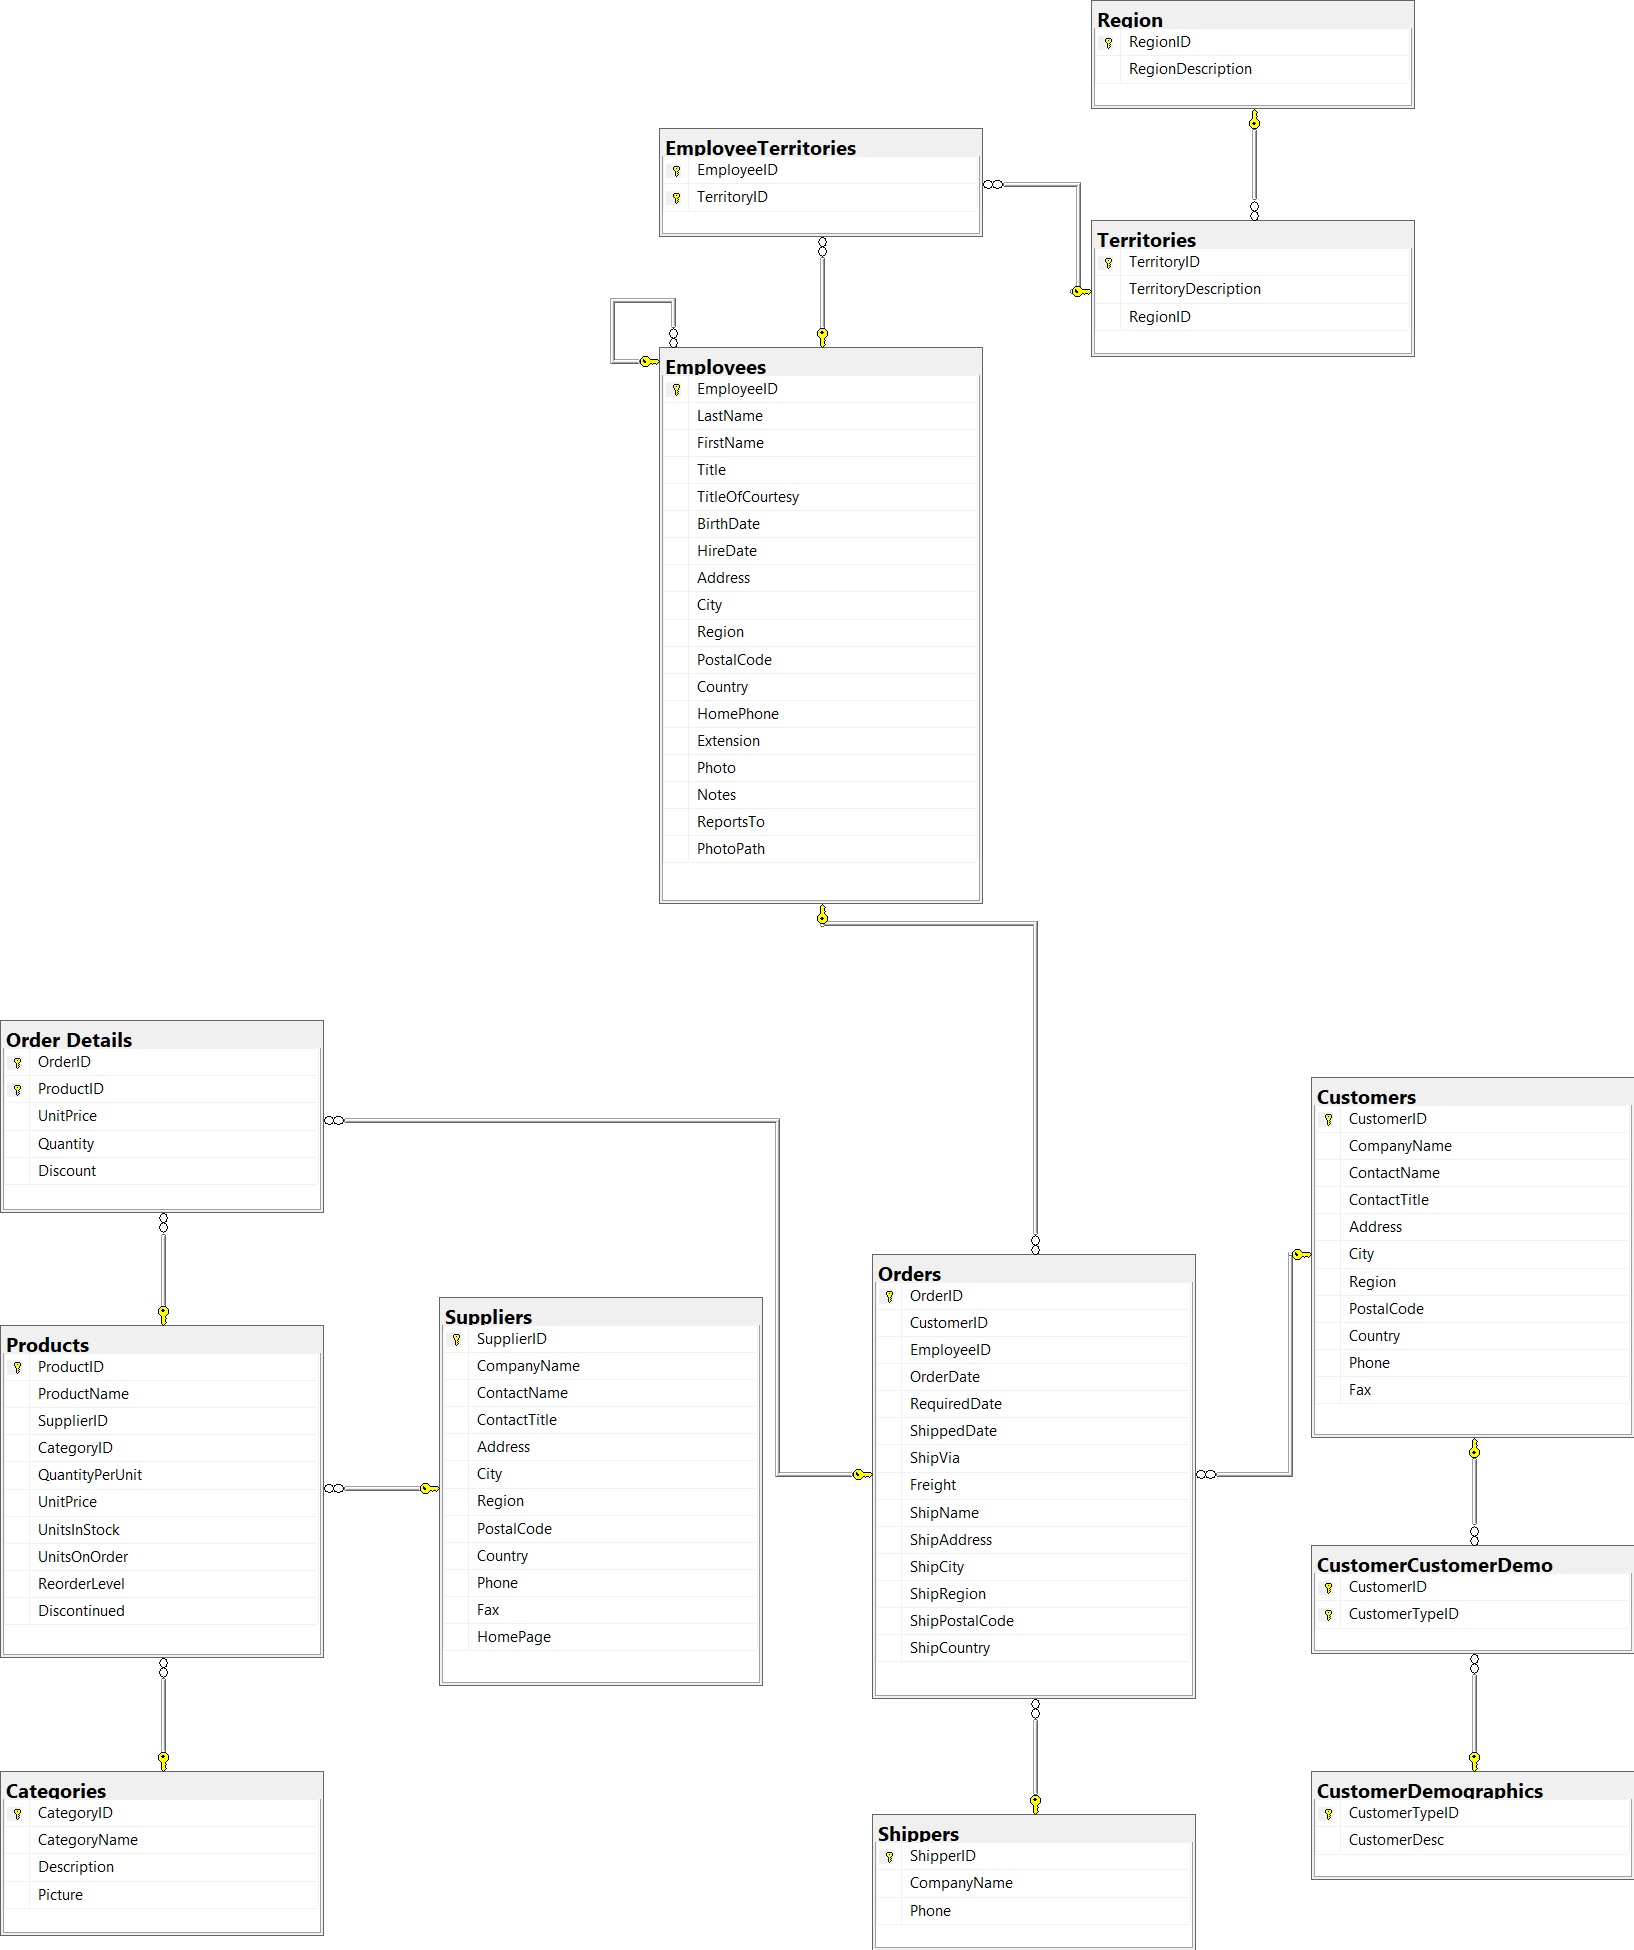 Region
RegionID
RegionDescription
EmployeeTerritories
EmployeeID
TerritoryID
Territories
TerritoryID
TerritoryDescription
RegionID
Employees
EmployeeID
LastName
FirstName
Title
TitleOfCourtesy
BirthDate
HireDate
Address
City
Region
PostalCode
Country
HomePhone
Extension
Photo
Notes
ReportsTo
PhotoPath
Order Details
OrderID
ProductID
UnitPrice
Quantity
Discount
Customers
CustomerID
CompanyName
ContactName
ContactTitle
Address
City
Region
PostalCode
Country
Phone
Fax
Orders
OrderID
CustomerID
EmployeeID
OrderDate
RequiredDate
ShippedDate
ShipVia
Freight
ShipName
ShipAddress
ShipCity
ShipRegion
ShipPostalCode
ShipCountry
Suppliers
SupplierID
CompanyName
ContactName
ContactTitle
Address
City
Region
PostalCode
Country
Phone
Fax
HomePage
Products
ProductID
ProductName
SupplierID
CategoryID
QuantityPerUnit
UnitPrice
UnitsInStock
UnitsOnOrder
ReorderLevel
Discontinued
CustomerCustomerDemo
CustomerID
CustomerTypeID
Categories
CategoryID
CategoryName
Description
Picture
CustomerDemographics
CustomerTypeID
CustomerDesc
Shippers
ShipperID
CompanyName
Phone